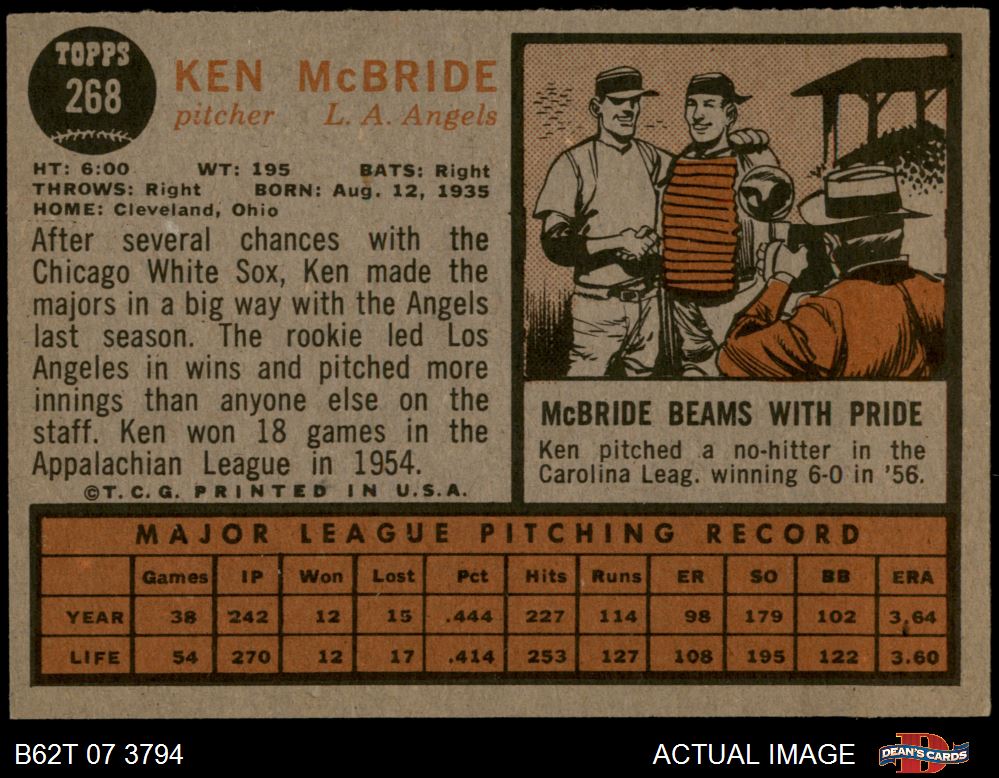 TOPPS
268
KEN McBRIDE
pitcher L. A. Angels
HT: 6:00 WT: 195 BATS: Right
THROWS: Right BORN: Aug. 12, 1935
HOME: Cleveland, Ohio
After several chances with the
Chicago White Sox, Ken made the
majors in a big way with the Angels
last season. The rookie led Los
Angeles in wins and pitched more
innings than anyone else on the
staff. Ken won 18 games in the
Appalachian League in 1954.
©T.C.G. PRINTED IN U.S.A.
McBRIDE BEAMS WITH PRIDE
Ken pitched a no-hitter in the
Carolina Leag. winning 6-0 in '56.
MAJOR LEAGUE PITCHING RECORD
Games IP Won Lost Pct Hits Runs ER SO BB ERA
YEAR 38 242 12 15 .444 227 114 98 179 102 3.64
LIFE 54 270 12 17 .414 253 127 108 195 122 3.60
B62T 07 3794 ACTUAL IMAGE DEAN'S CARDS